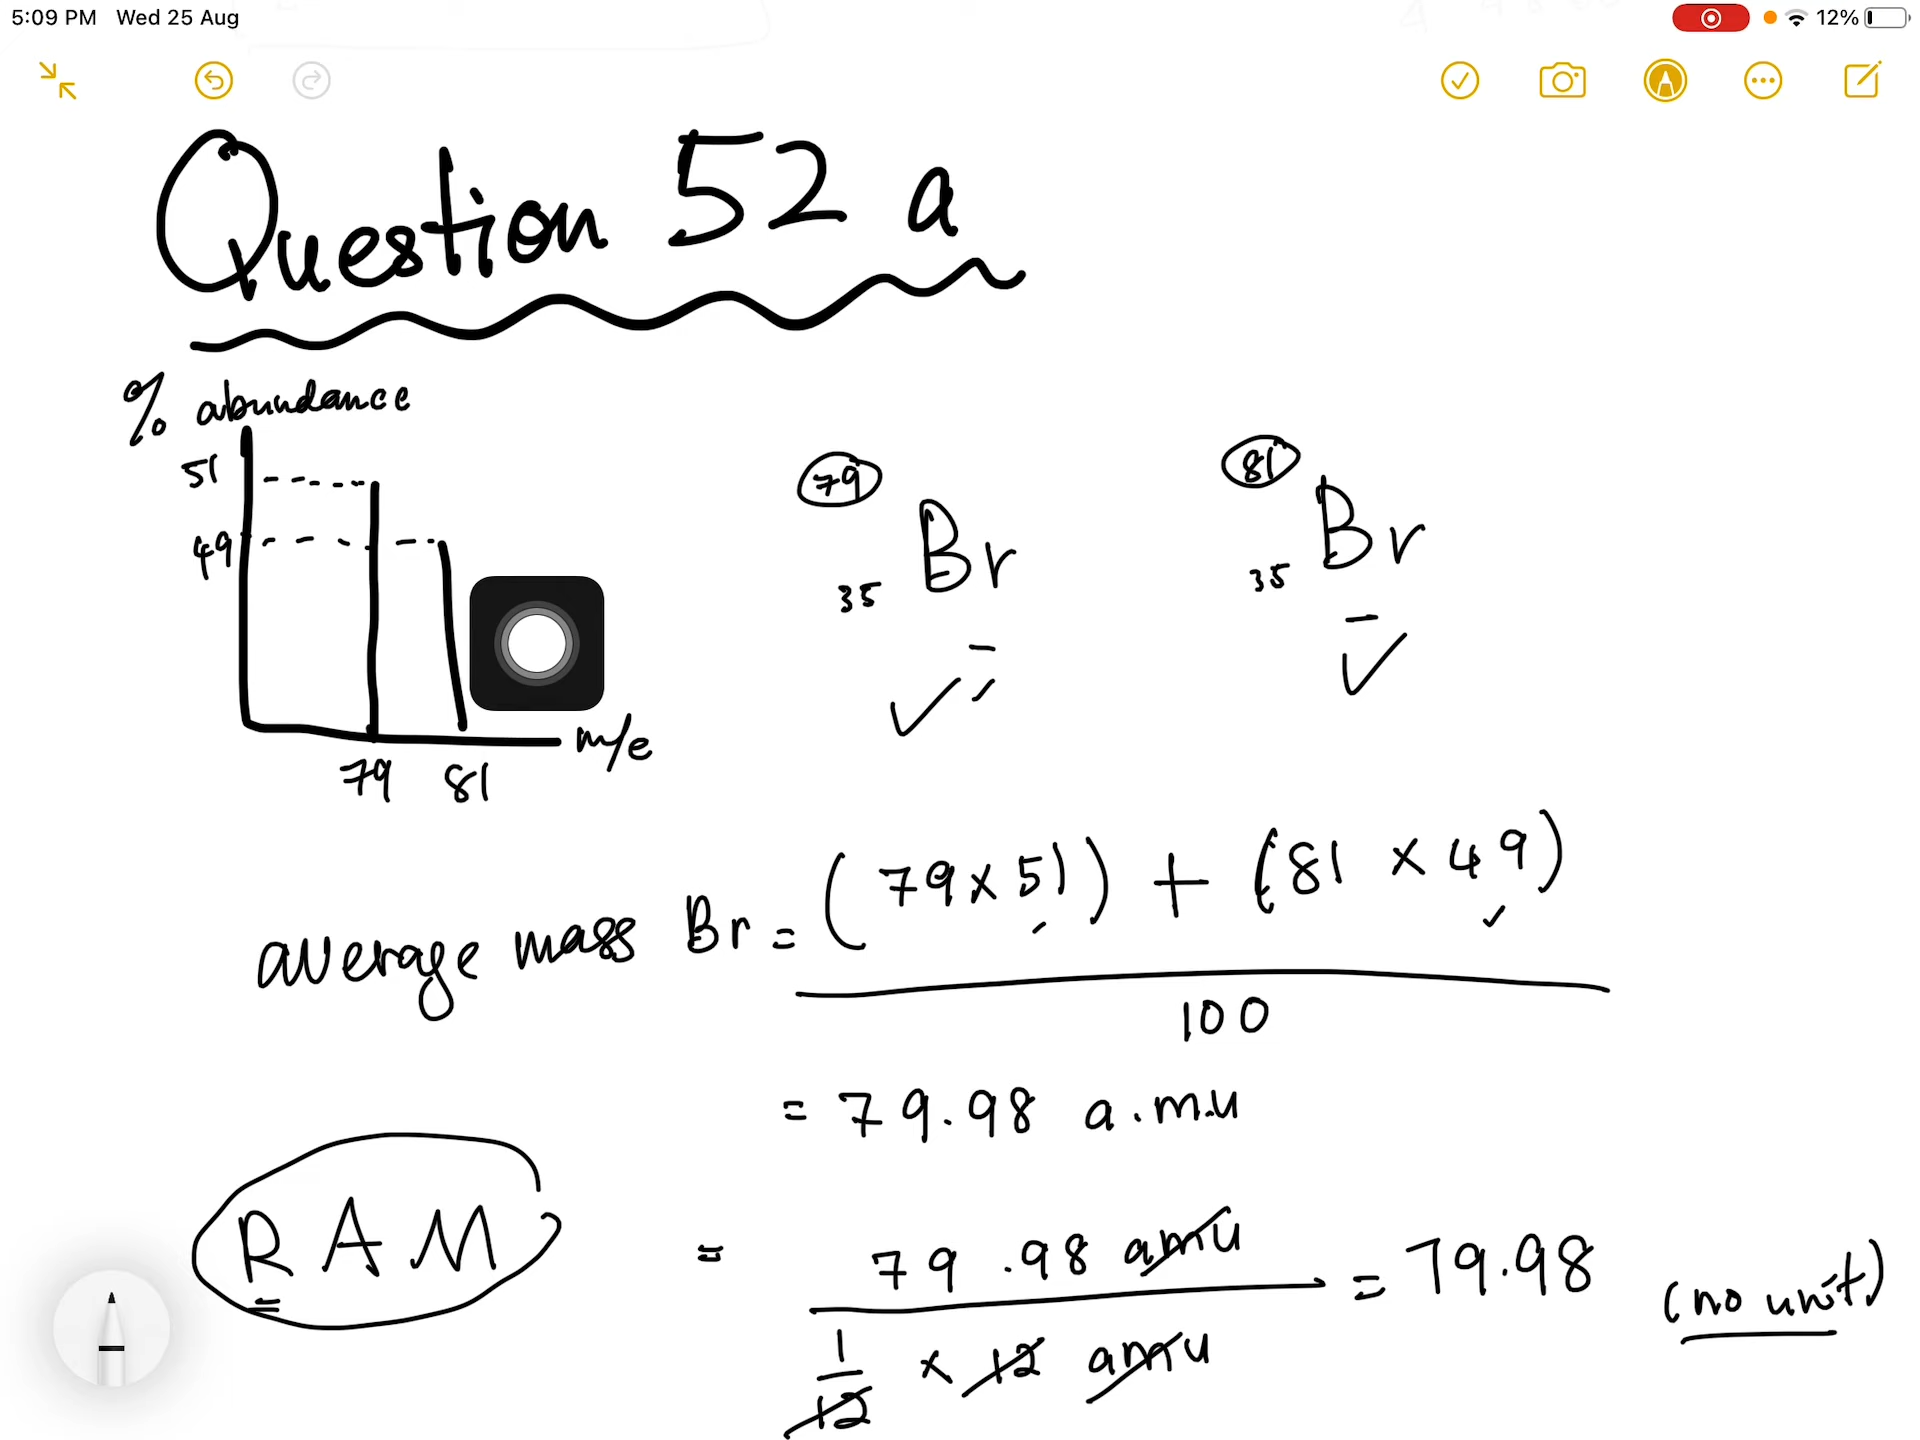 5:09 PM Wed 25 Aug
12%
Question 52 a
% abundance
51
49
79 81
m/e
79
35 Br
81
35 Br
average mass Br = (79 x 51) + (81 x 49)
100
= 79.98 a.m.u
RAM = 79.98 amu = 79.98 (no unit)
1 x 12 amu
12